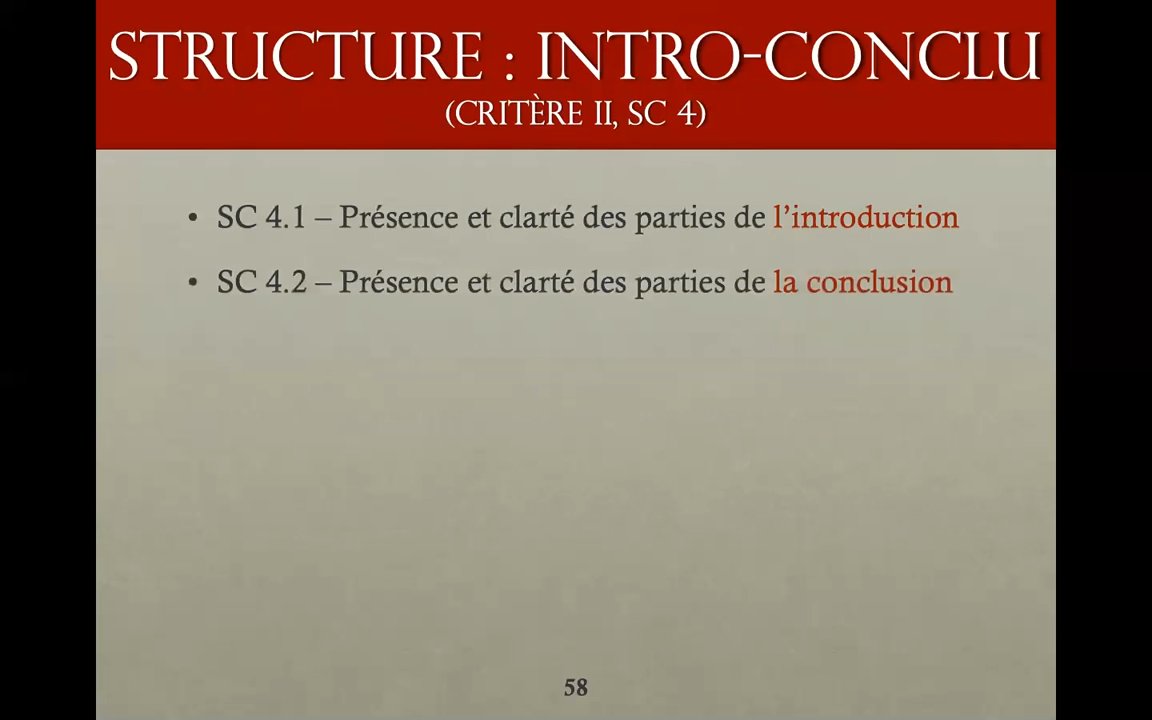 STRUCTURE : INTRO-CONCLU
(CRITÈRE II, SC 4)
• SC 4.1 – Présence et clarté des parties de l’introduction
• SC 4.2 – Présence et clarté des parties de la conclusion
58